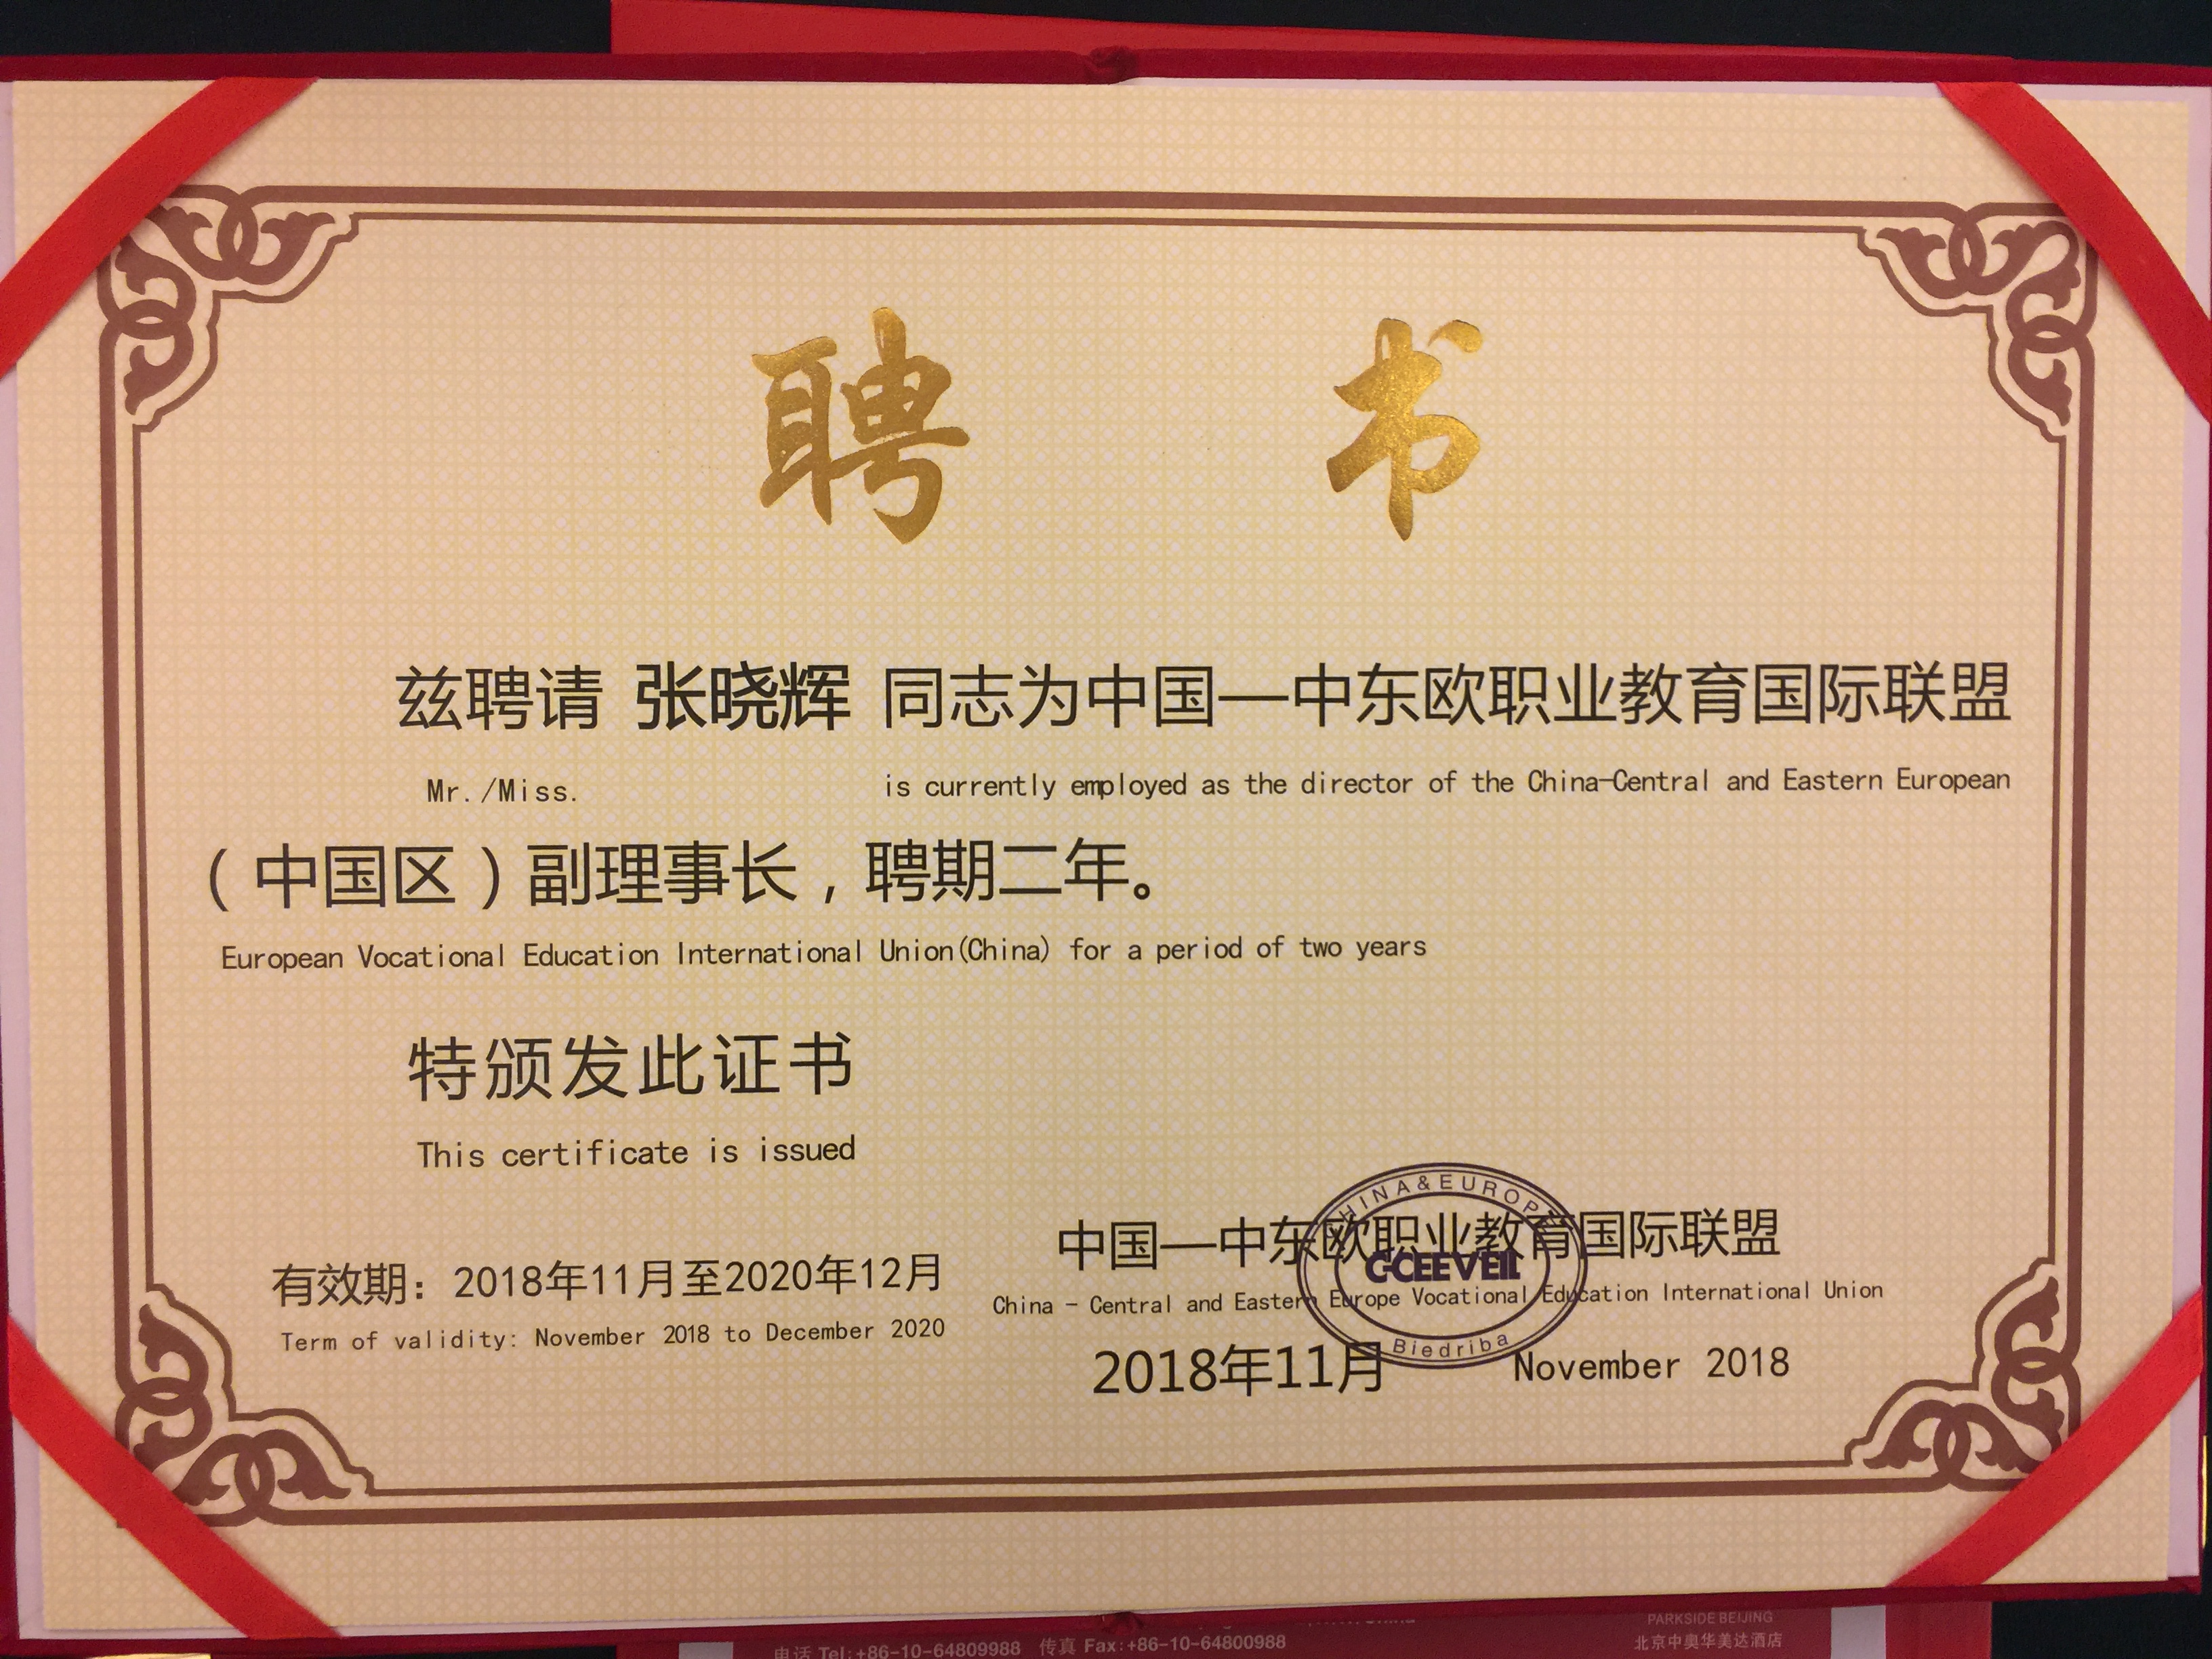 聘 书
兹聘请 张晓辉 同志为中国—中东欧职业教育国际联盟
Mr./Miss. is currently employed as the director of the China-Central and Eastern European
（中国区）副理事长，聘期二年。
European Vocational Education International Union(China) for a period of two years
特颁发此证书
This certificate is issued
有效期：2018年11月至2020年12月
Term of validity: November 2018 to December 2020
中国—中东欧职业教育国际联盟
China - Central and Eastern Europe Vocational Education International Union
2018年11月 November 2018
CHINA&EUROPE
C-CEEVEIL
Biedriba
电话 Tel:+86-10-64809988 传真 Fax:+86-10-64800988
PARKSIDE BEIJING
北京中奥华美达酒店